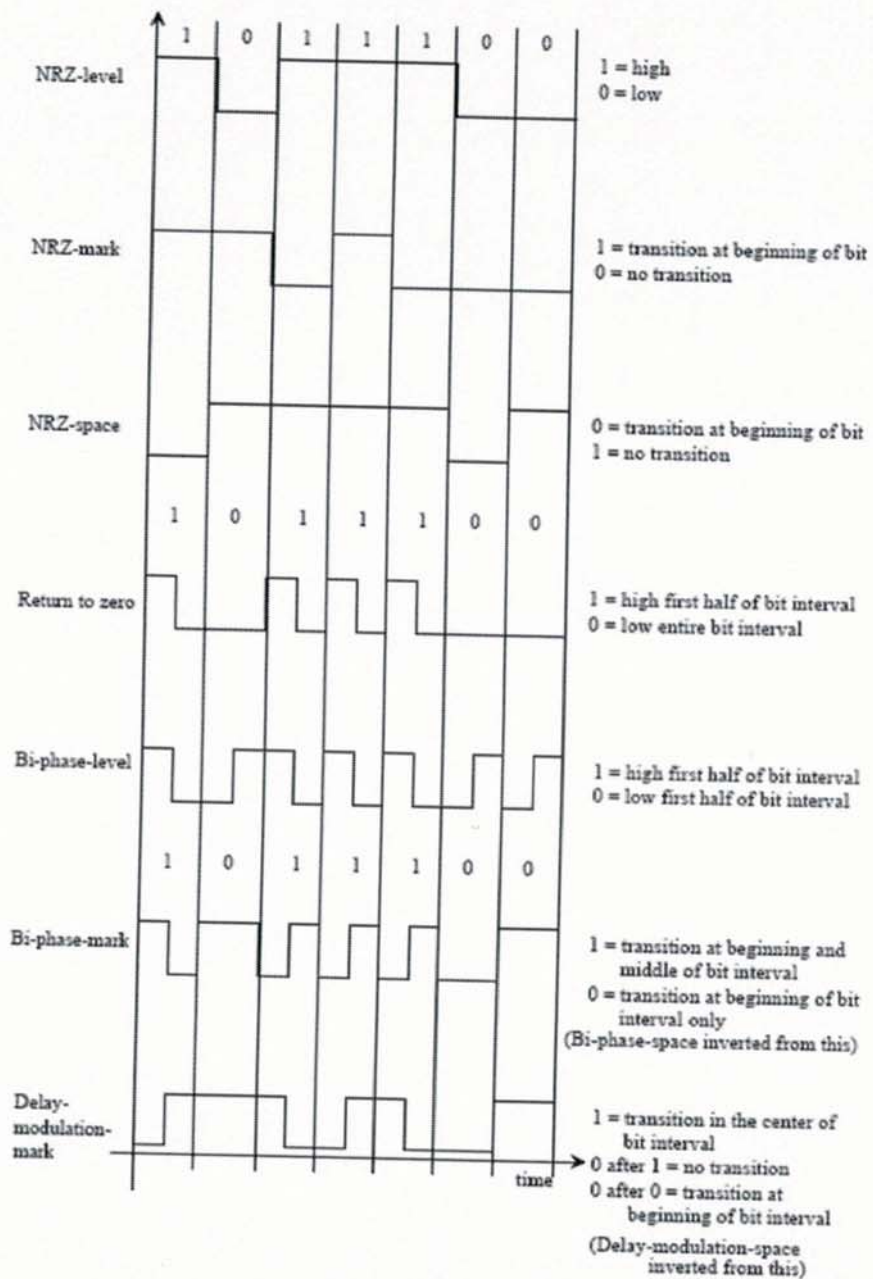 1 0 1 1 1 0 0
NRZ-level
1 = high
0 = low
NRZ-mark
1 = transition at beginning of bit
0 = no transition
NRZ-space
0 = transition at beginning of bit
1 = no transition
1 0 1 1 1 0 0
Return to zero
1 = high first half of bit interval
0 = low entire bit interval
Bi-phase-level
1 = high first half of bit interval
0 = low first half of bit interval
1 0 1 1 1 0 0
Bi-phase-mark
1 = transition at beginning and
middle of bit interval
0 = transition at beginning of bit
interval only
(Bi-phase-space inverted from this)
Delay-
modulation-
mark
1 = transition in the center of
bit interval
0 after 1 = no transition
0 after 0 = transition at
beginning of bit interval
(Delay-modulation-space
inverted from this)
time